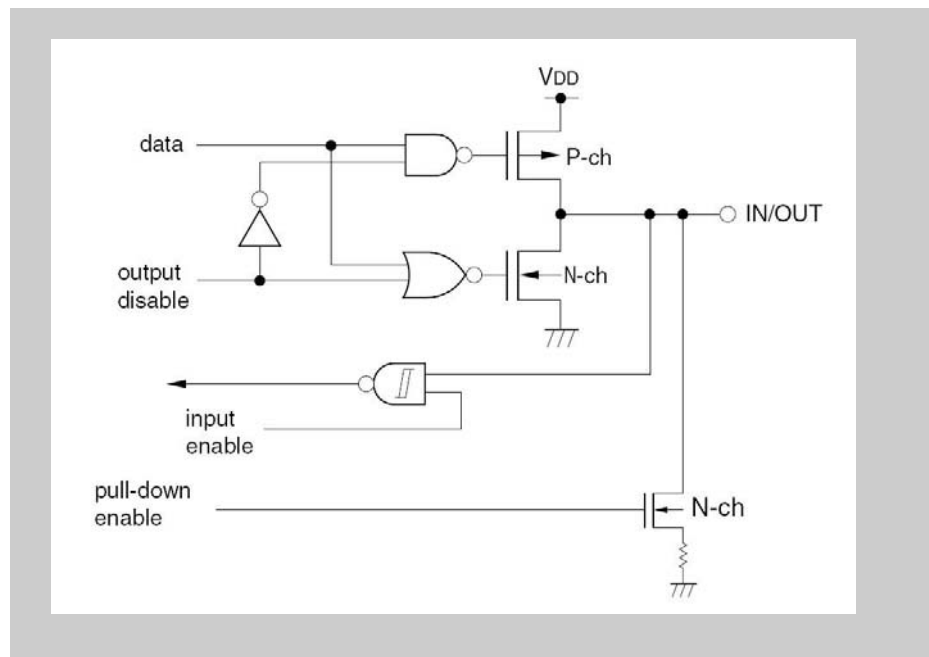 VDD
data
P-ch
IN/OUT
output
disable
N-ch
input
enable
pull-down
enable
N-ch